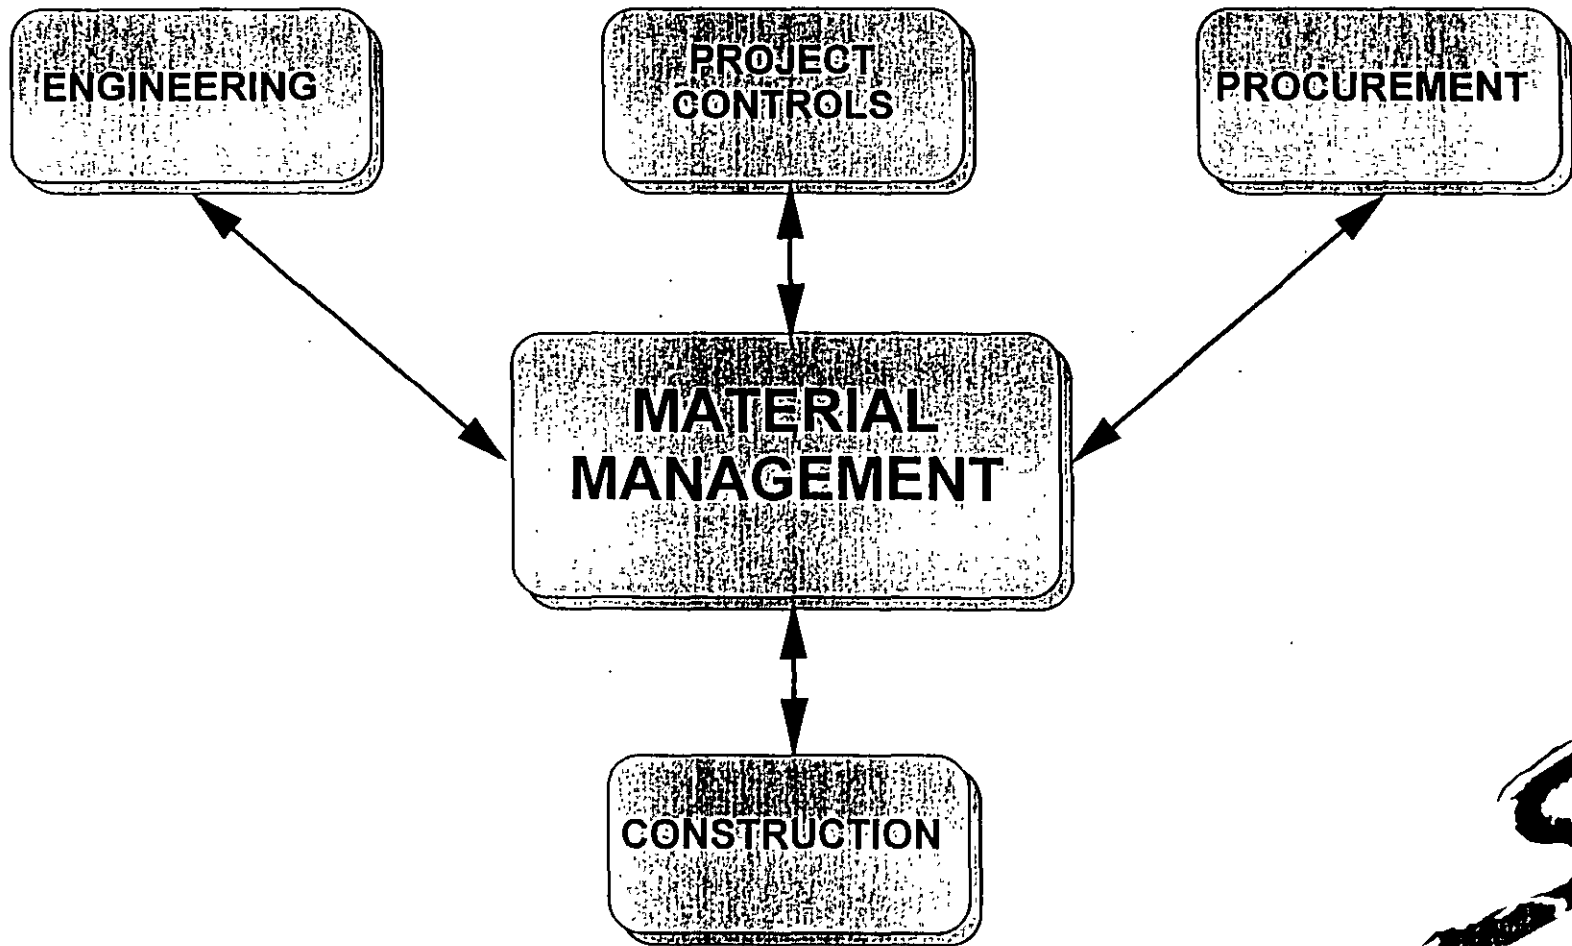 ENGINEERING
PROJECT
CONTROLS
PROCUREMENT
MATERIAL
MANAGEMENT
CONSTRUCTION